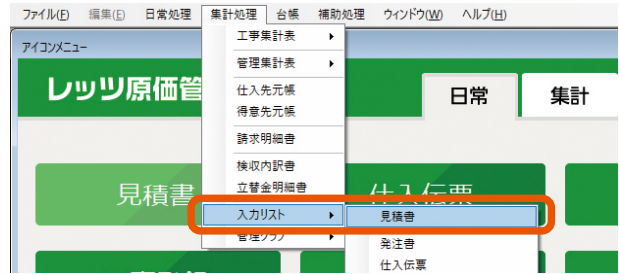 ファイル(F) 編集(E) 日常処理 集計処理 台帳 補助処理 ウィンドウ(W) ヘルプ(H)
アイコンメニュー
工事集計表
管理集計表
仕入先元帳
得意先元帳
請求明細書
検収内訳書
立替金明細書
入力リスト
管理グラフ
見積書
発注書
仕入伝票
レッツ原価管
日常 集計
見積書 仕入伝票